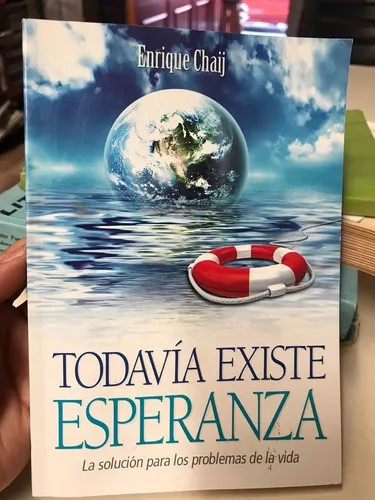 Enrique Chaij
TODAVÍA EXISTE
ESPERANZA
La solución para los problemas de la vida